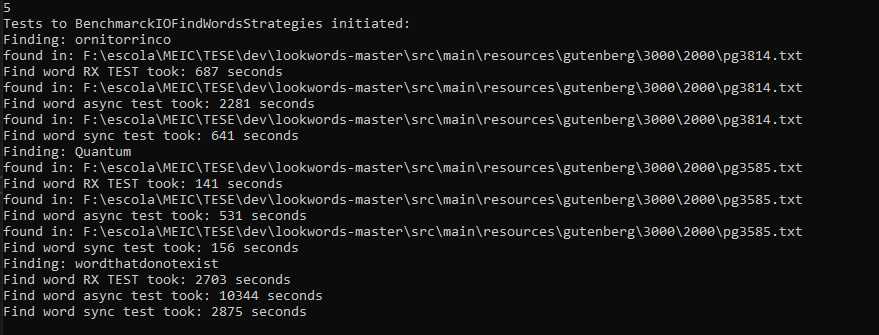 5
Tests to BenchmarckIOFindWordsStrategies initiated:
Finding: ornitorrinco
found in: F:\escola\MEIC\TESE\dev\lookwords-master\src\main\resources\gutenberg\3000\2000\pg3814.txt
Find word RX TEST took: 687 seconds
found in: F:\escola\MEIC\TESE\dev\lookwords-master\src\main\resources\gutenberg\3000\2000\pg3814.txt
Find word async test took: 2281 seconds
found in: F:\escola\MEIC\TESE\dev\lookwords-master\src\main\resources\gutenberg\3000\2000\pg3814.txt
Find word sync test took: 641 seconds
Finding: Quantum
found in: F:\escola\MEIC\TESE\dev\lookwords-master\src\main\resources\gutenberg\3000\2000\pg3585.txt
Find word RX TEST took: 141 seconds
found in: F:\escola\MEIC\TESE\dev\lookwords-master\src\main\resources\gutenberg\3000\2000\pg3585.txt
Find word async test took: 531 seconds
found in: F:\escola\MEIC\TESE\dev\lookwords-master\src\main\resources\gutenberg\3000\2000\pg3585.txt
Find word sync test took: 156 seconds
Finding: wordthatdonotexist
Find word RX TEST took: 2703 seconds
Find word async test took: 10344 seconds
Find word sync test took: 2875 seconds